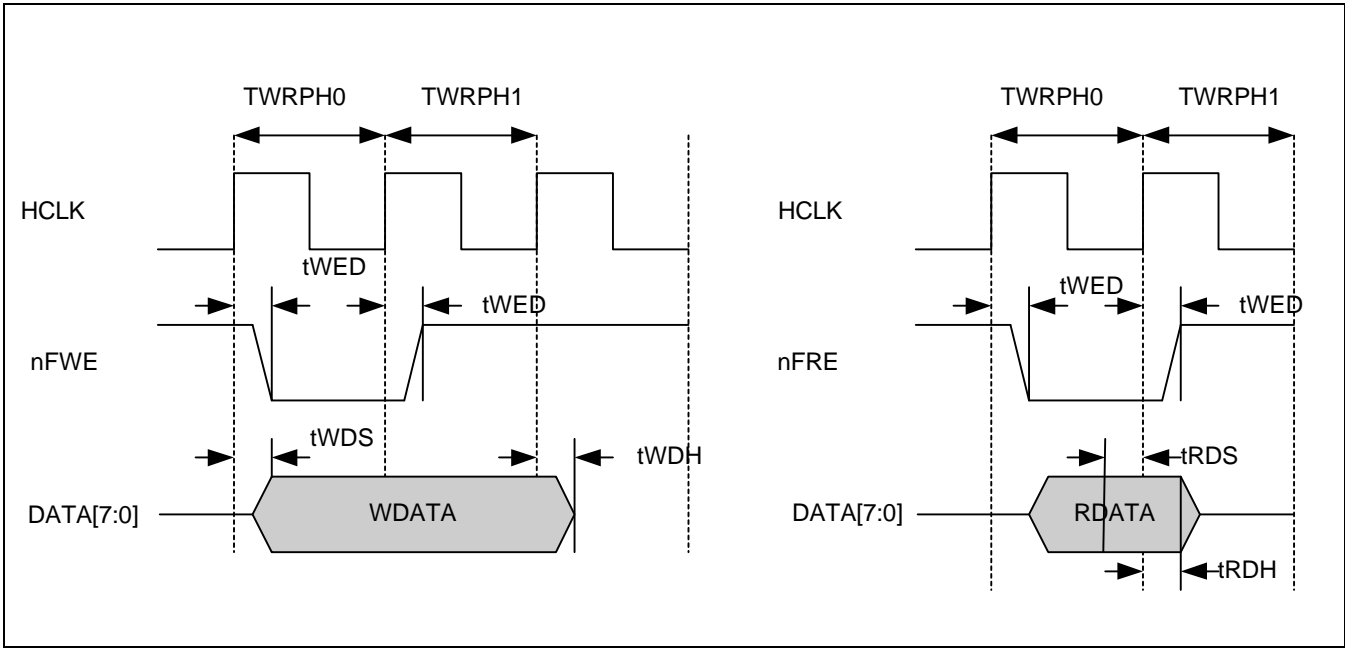 TWRPH0 TWRPH1
HCLK
tWED
tWED
nFWE
tWDS
tWDH
DATA[7:0]
WDATA
TWRPH0 TWRPH1
HCLK
tWED
tWED
nFRE
tRDS
DATA[7:0]
RDATA
tRDH